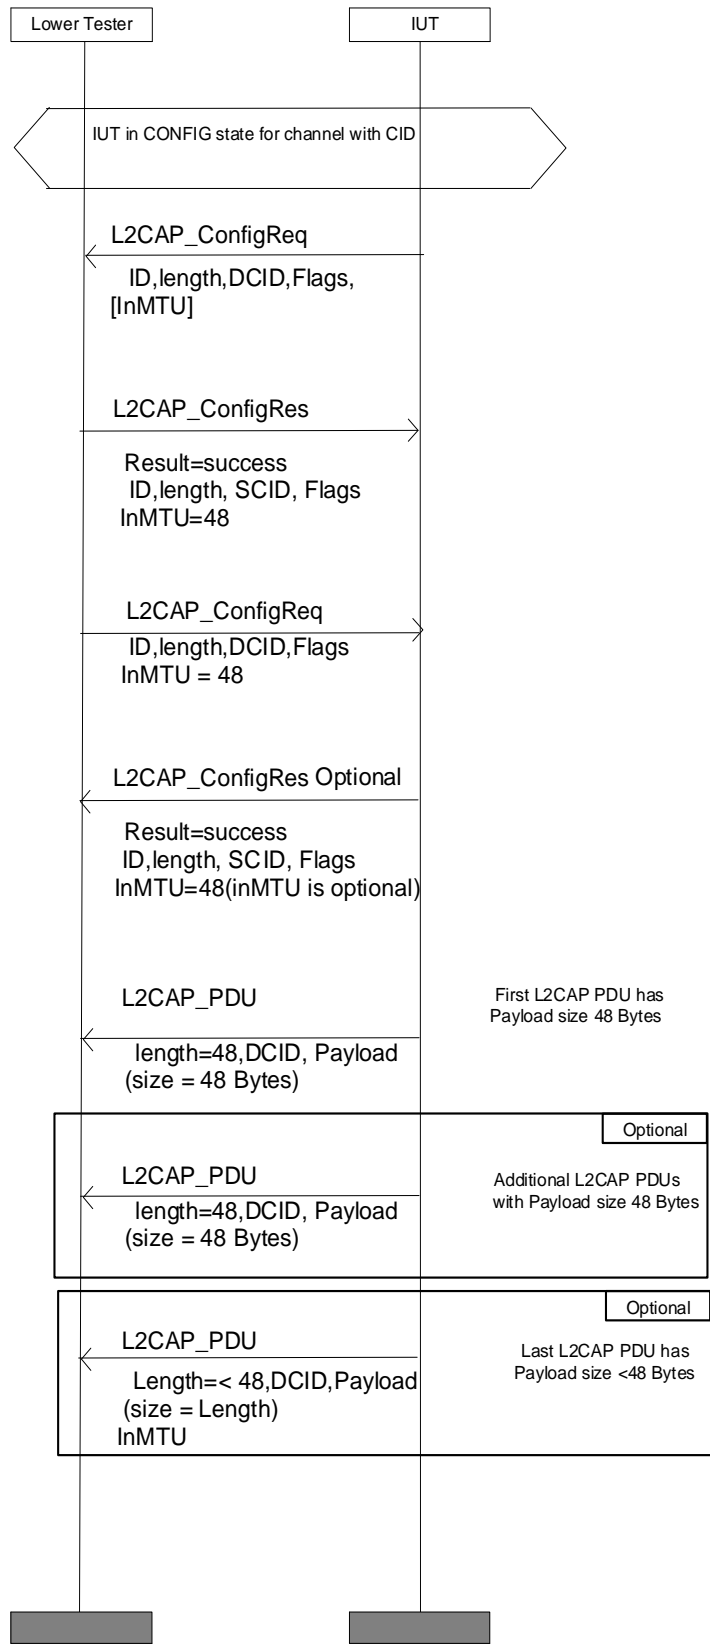 Lower Tester
IUT
IUT in CONFIG state for channel with CID
L2CAP_ConfigReq
ID,length,DCID,Flags,
[InMTU]
L2CAP_ConfigRes
Result=success
ID,length, SCID, Flags
InMTU=48
L2CAP_ConfigReq
ID,length,DCID,Flags
InMTU = 48
L2CAP_ConfigRes Optional
Result=success
ID,length, SCID, Flags
InMTU=48(inMTU is optional)
L2CAP_PDU
First L2CAP PDU has
Payload size 48 Bytes
length=48,DCID, Payload
(size = 48 Bytes)
Optional
L2CAP_PDU
Additional L2CAP PDUs
with Payload size 48 Bytes
length=48,DCID, Payload
(size = 48 Bytes)
Optional
L2CAP_PDU
Last L2CAP PDU has
Payload size <48 Bytes
Length=< 48,DCID,Payload
(size = Length)
InMTU